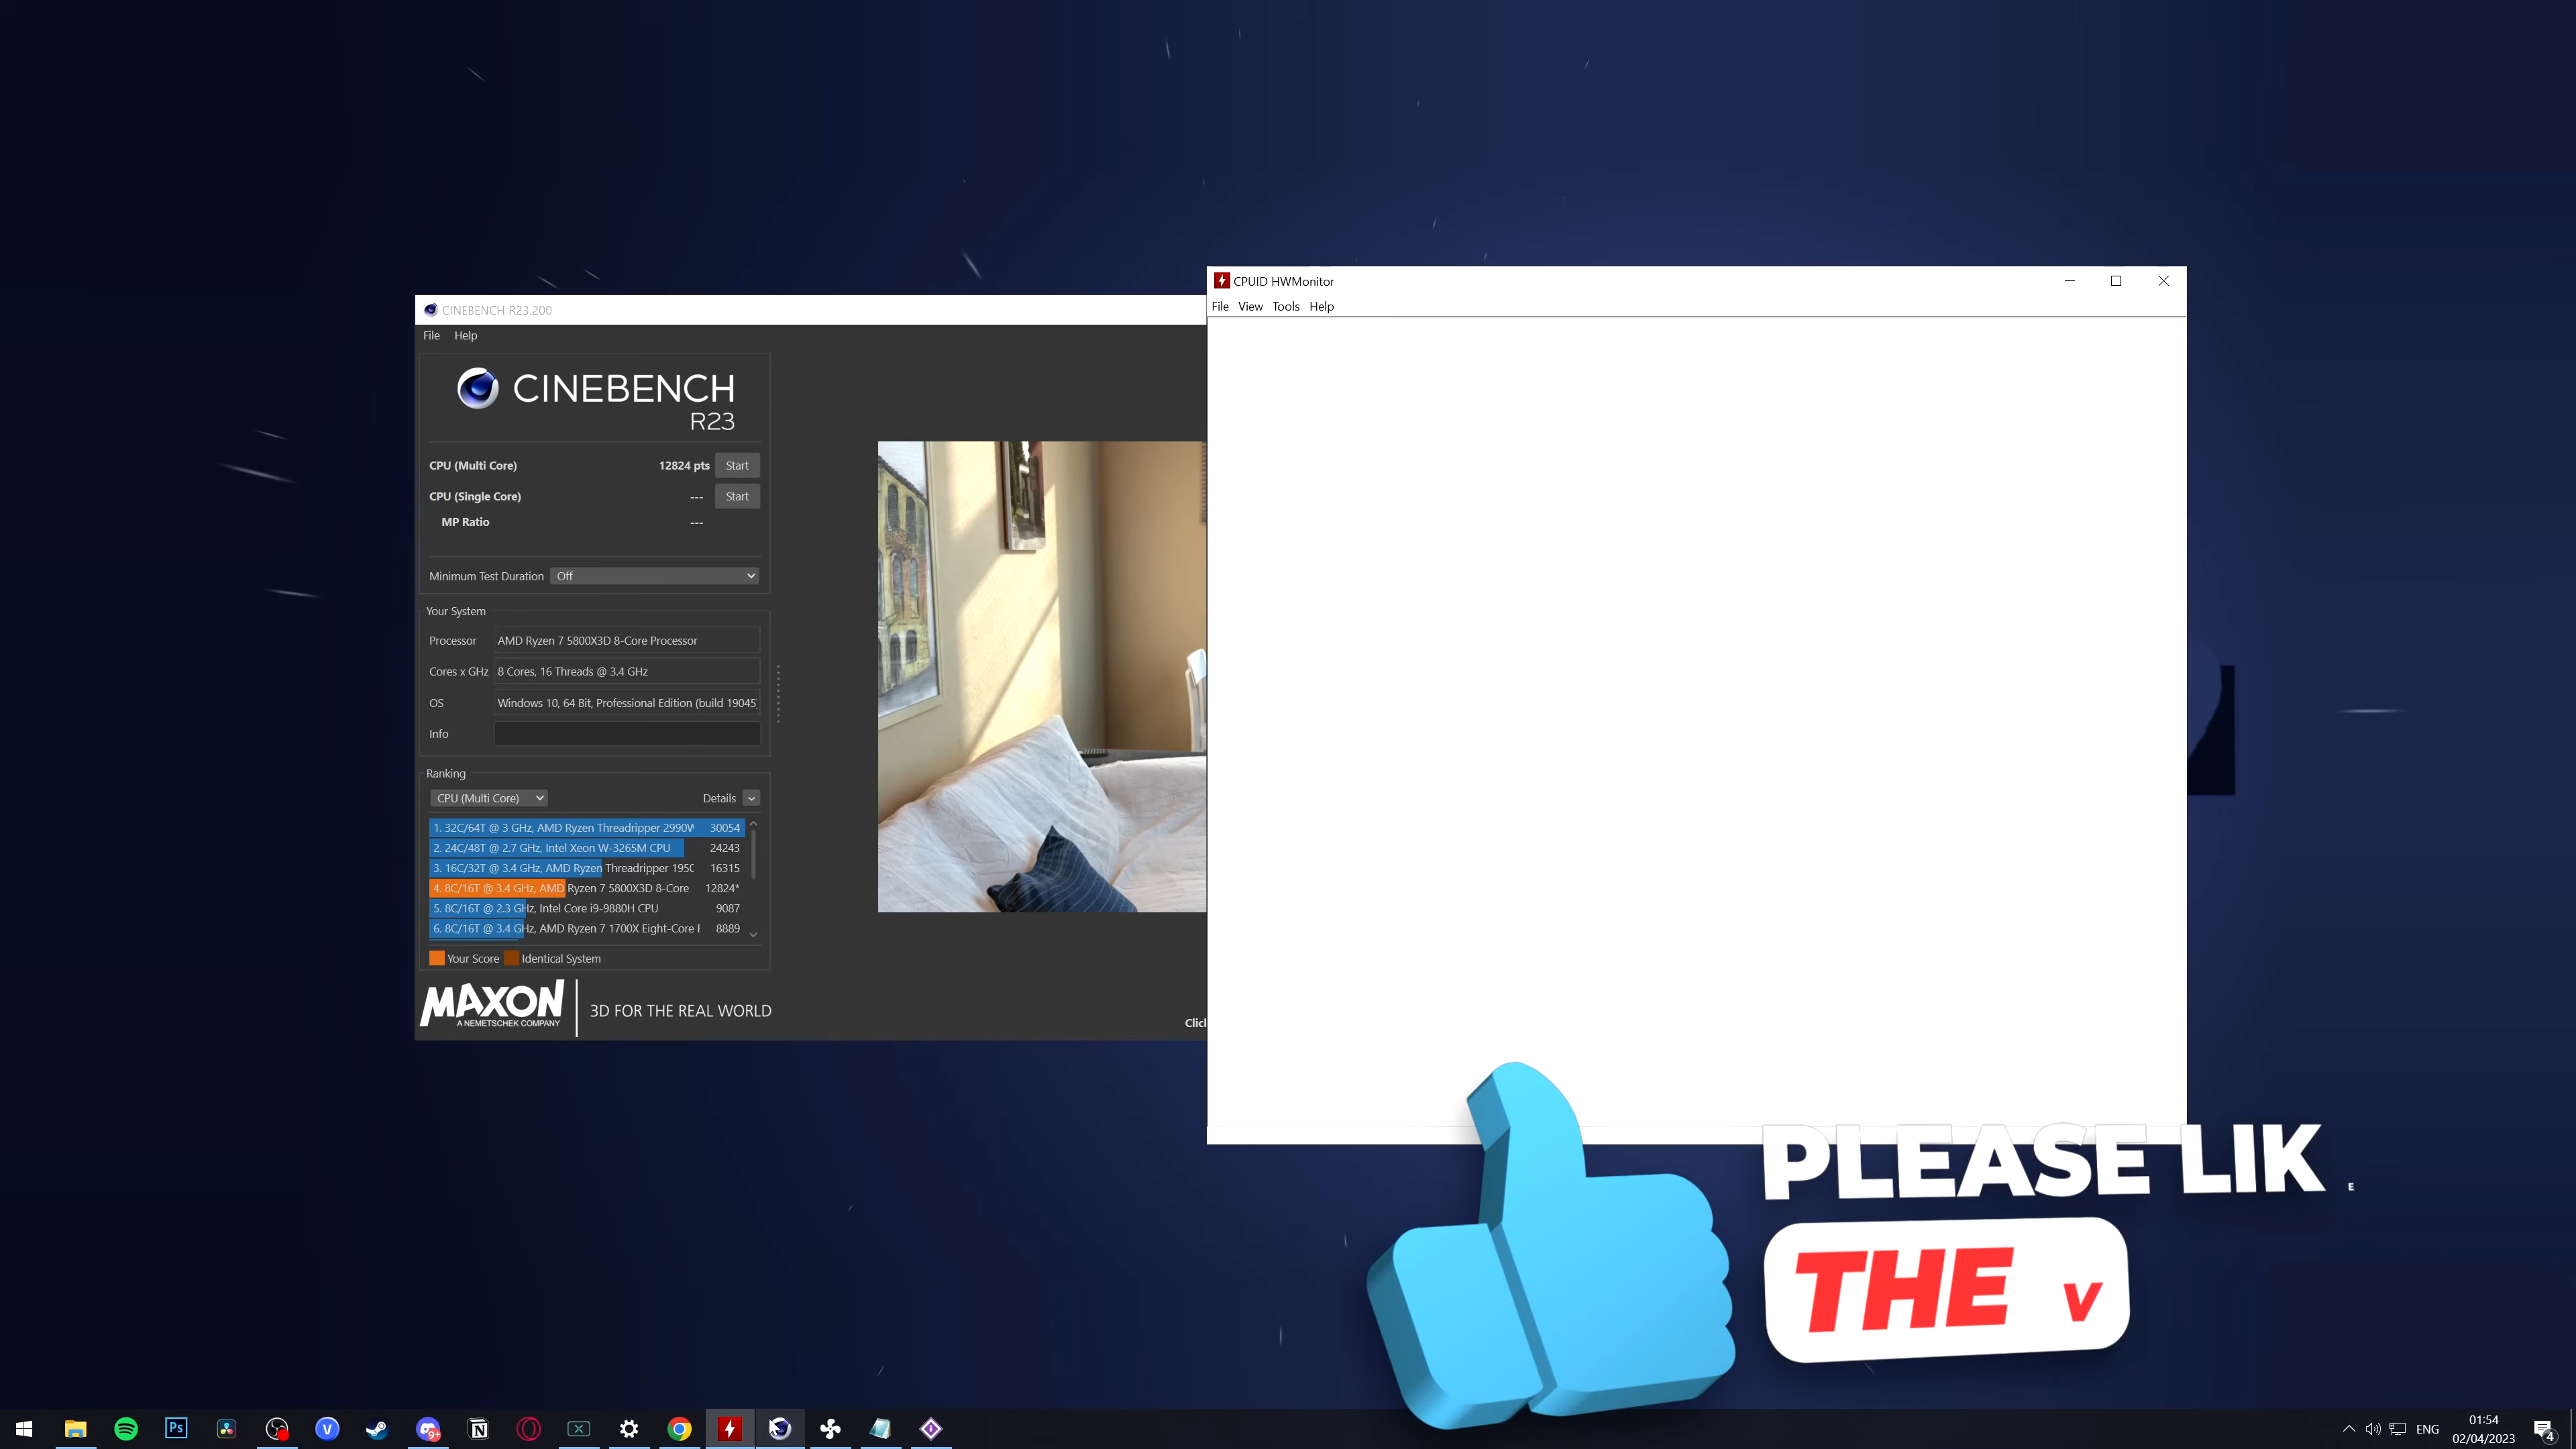 CINEBENCH R23.200
File Help
CINEBENCH
R23
CPU (Multi Core) 12824 pts Start
CPU (Single Core) --- Start
MP Ratio ---
Minimum Test Duration Off
Your System
Processor AMD Ryzen 7 5800X3D 8-Core Processor
Cores x GHz 8 Cores, 16 Threads @ 3.4 GHz
OS Windows 10, 64 Bit, Professional Edition (build 19045)
Info
Ranking
CPU (Multi Core) Details
1. 32C/64T @ 3 GHz, AMD Ryzen Threadripper 2990W 30054
2. 24C/48T @ 2.7 GHz, Intel Xeon W-3265M CPU 24243
3. 16C/32T @ 3.4 GHz, AMD Ryzen Threadripper 195C 16315
4. 8C/16T @ 3.4 GHz, AMD Ryzen 7 5800X3D 8-Core 12824*
5. 8C/16T @ 2.3 GHz, Intel Core i9-9880H CPU 9087
6. 8C/16T @ 3.4 GHz, AMD Ryzen 7 1700X Eight-Core 8889
Your Score Identical System
MAXON
A NEMETSCHEK COMPANY
3D FOR THE REAL WORLD
Clic
CPUID HWMonitor
File View Tools Help
PLEASE LIKE
THE V
Ps
V
9+
N
ENG
01:54
02/04/2023
4